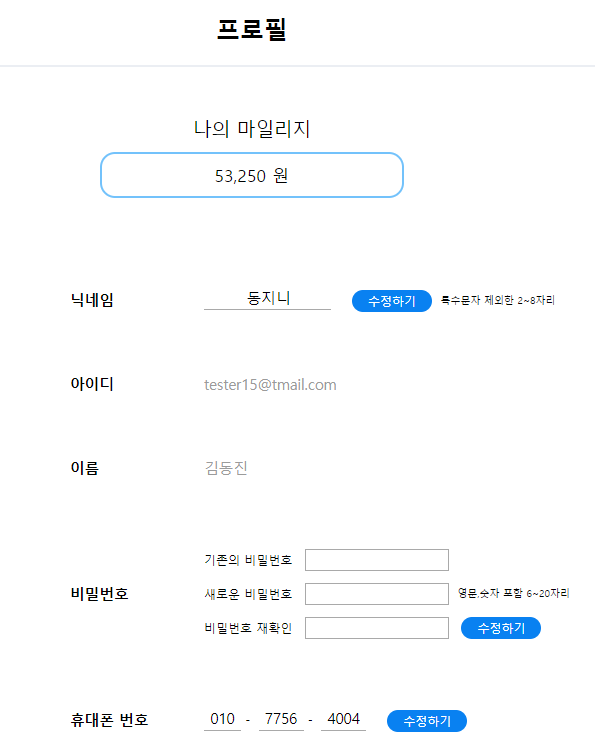 프로필
나의 마일리지
53,250 원
닉네임 동지니 수정하기 특수문자 제외한 2~8자리
아이디 tester15@tmail.com
이름 김동진
기존의 비밀번호
비밀번호 새로운 비밀번호 영문,숫자 포함 6~20자리
비밀번호 재확인 수정하기
휴대폰 번호 010 - 7756 - 4004 수정하기